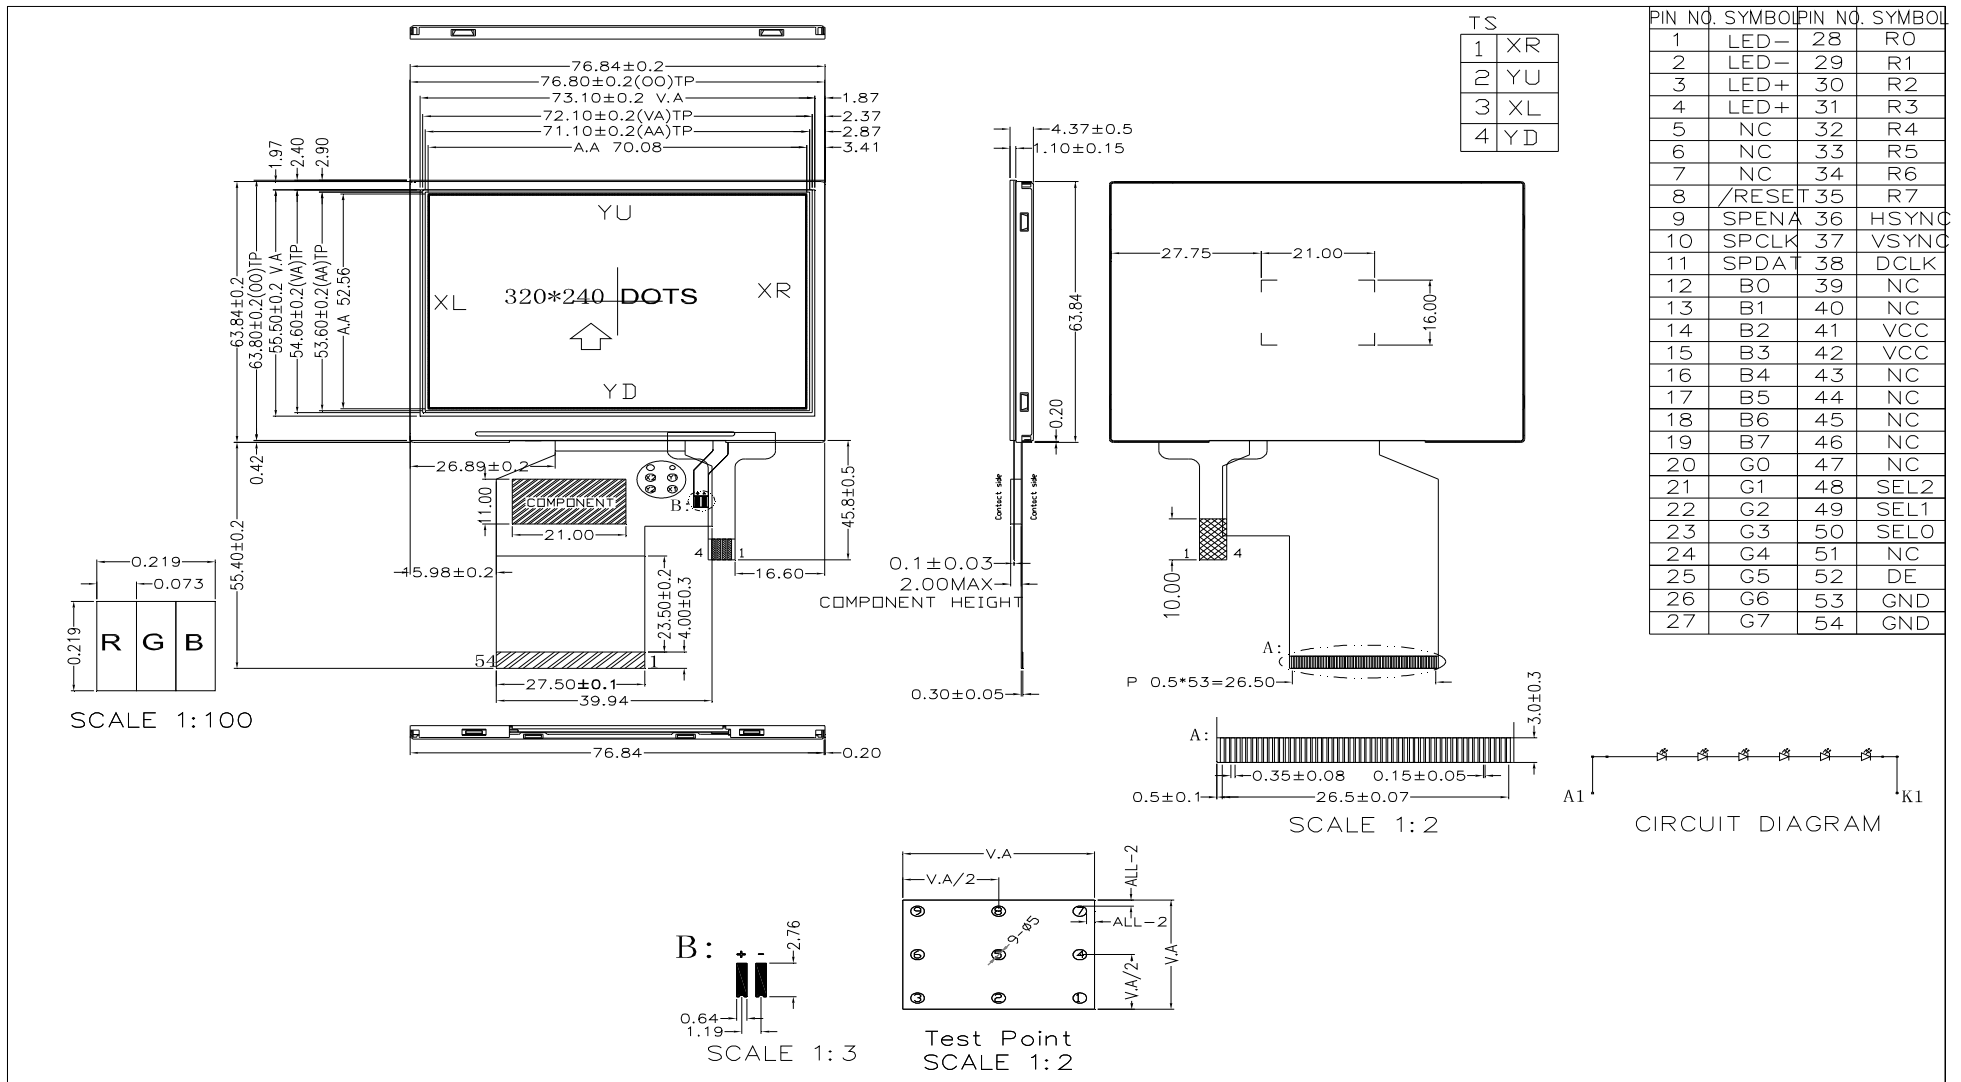 76.84±0.2
76.80±0.2(OO)TP
73.10±0.2 V.A
72.10±0.2(VA)TP
71.10±0.2(AA)TP
A.A 70.08
1.87
2.37
2.87
3.41
1.97
2.40
2.90
63.84±0.2
63.80±0.2(OO)TP
55.50±0.2 V.A
54.60±0.2(VA)TP
53.60±0.2(AA)TP
A.A 52.56
YU
XL
320*240 DOTS
XR
YD
0.42
55.40±0.2
26.89±0.2
11.00
COMPONENT
21.00
B:
4
1
45.8±0.5
45.98±0.2
16.60
23.50±0.2
4.00±0.3
54
1
27.50±0.1
39.94
76.84
0.20
0.219
0.073
0.219
R G B
SCALE 1:100
4.37±0.5
1.10±0.15
63.84
0.20
Contact side
Contact side
0.1±0.03
2.00MAX
COMPONENT HEIGHT
0.30±0.05
27.75
21.00
16.00
1
4
10.00
A:
P 0.5*53=26.50
A:
3.0±0.3
0.35±0.08
0.15±0.05
0.5±0.1
26.5±0.07
SCALE 1:2
TS
1 XR
2 YU
3 XL
4 YD
PIN NO. SYMBOL PIN NO. SYMBOL
1 LED- 28 R0
2 LED- 29 R1
3 LED+ 30 R2
4 LED+ 31 R3
5 NC 32 R4
6 NC 33 R5
7 NC 34 R6
8 /RESET 35 R7
9 SPENA 36 HSYNC
10 SPCLK 37 VSYNC
11 SPDAT 38 DCLK
12 B0 39 NC
13 B1 40 NC
14 B2 41 VCC
15 B3 42 VCC
16 B4 43 NC
17 B5 44 NC
18 B6 45 NC
19 B7 46 NC
20 G0 47 NC
21 G1 48 SEL2
22 G2 49 SEL1
23 G3 50 SEL0
24 G4 51 NC
25 G5 52 DE
26 G6 53 GND
27 G7 54 GND
A1
K1
CIRCUIT DIAGRAM
B:
+ -
2.76
0.64
1.19
SCALE 1:3
V.A
V.A/2
ALL-2
ALL-2
9 8 7
9-ø5
6 5 4
V.A/2
V.A
3 2 1
Test Point
SCALE 1:2